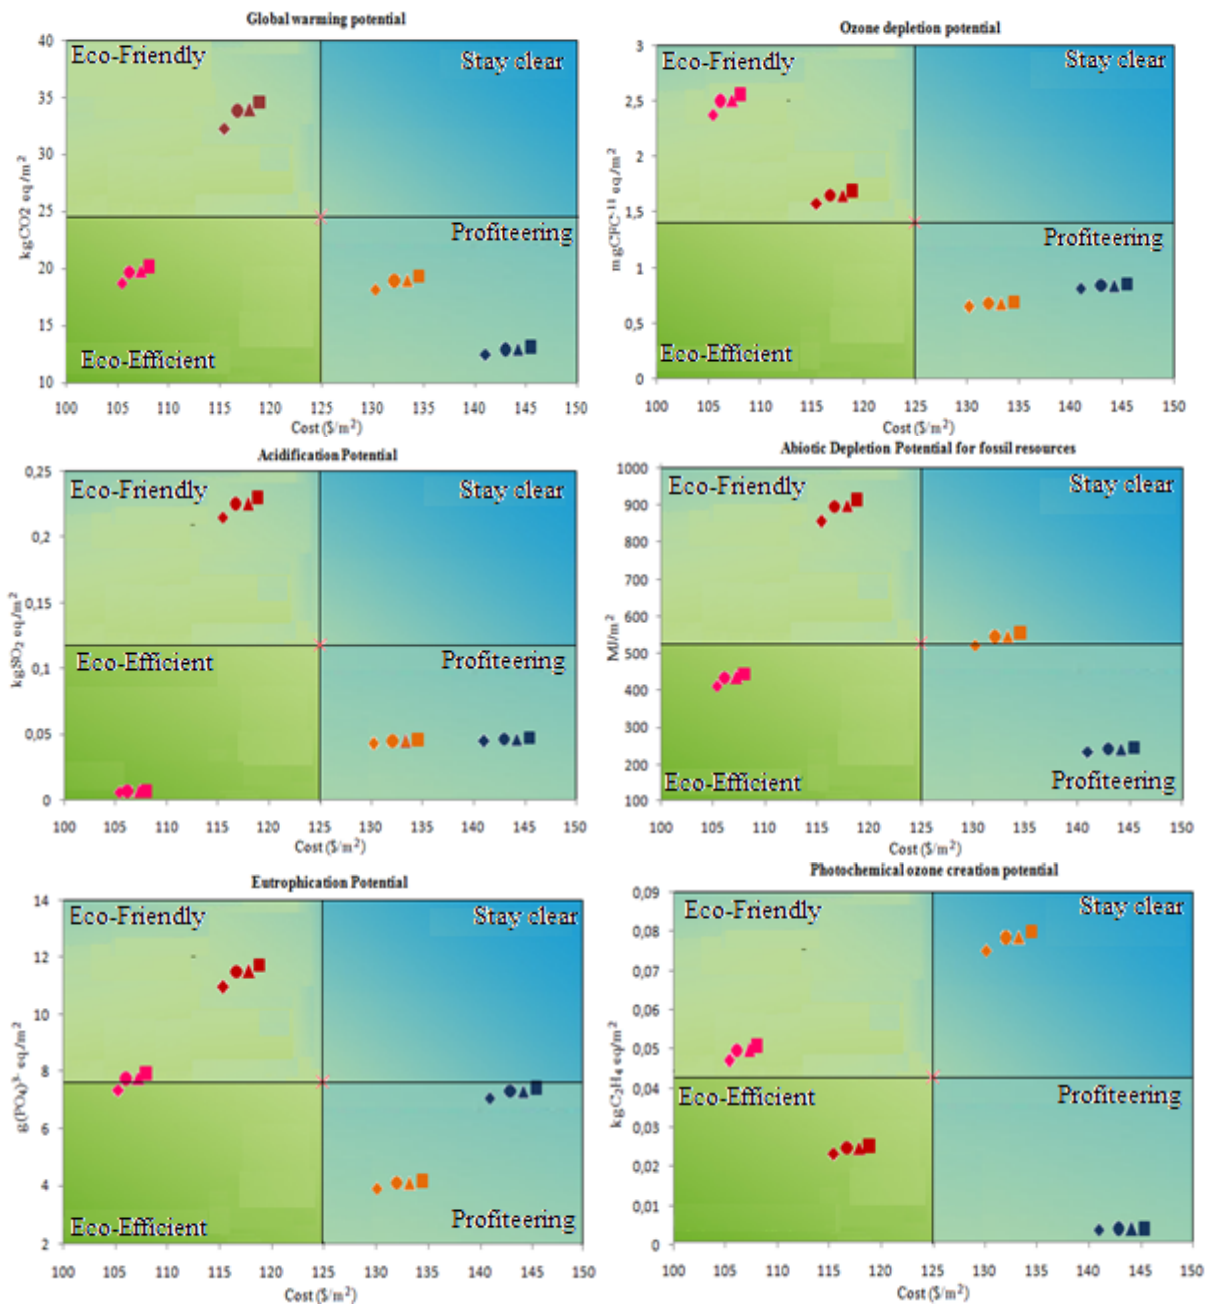 Global warming potential
Eco-Friendly
Stay clear
Profiteering
Eco-Efficient
kgCO2 eq/m²
40
35
30
25
20
15
10
100 105 110 115 120 125 130 135 140 145 150
Cost ($/m²)
Ozone depletion potential
Eco-Friendly
Stay clear
Profiteering
Eco-Efficient
mgCFC⁻¹¹ eq/m²
3
2,5
2
1,5
1
0,5
0
100 105 110 115 120 125 130 135 140 145 150
Cost ($/m²)
Acidification Potential
Eco-Friendly
Stay clear
Eco-Efficient
Profiteering
kgSO₂ eq/m²
0,25
0,2
0,15
0,1
0,05
0
100 105 110 115 120 125 130 135 140 145 150
Cost ($/m²)
Abiotic Depletion Potential for fossil resources
Eco-Friendly
Stay clear
Eco-Efficient
Profiteering
MJ/m²
1000
900
800
700
600
500
400
300
200
100
100 105 110 115 120 125 130 135 140 145 150
Cost ($/m²)
Eutrophication Potential
Eco-Friendly
Stay clear
Eco-Efficient
Profiteering
g(PO₄)³⁻ eq/m²
14
12
10
8
6
4
2
100 105 110 115 120 125 130 135 140 145 150
Cost ($/m²)
Photochemical ozone creation potential
Eco-Friendly
Stay clear
Eco-Efficient
Profiteering
kgC₂H₄ eq/m²
0,09
0,08
0,07
0,06
0,05
0,04
0,03
0,02
0,01
0
100 105 110 115 120 125 130 135 140 145 150
Cost ($/m²)